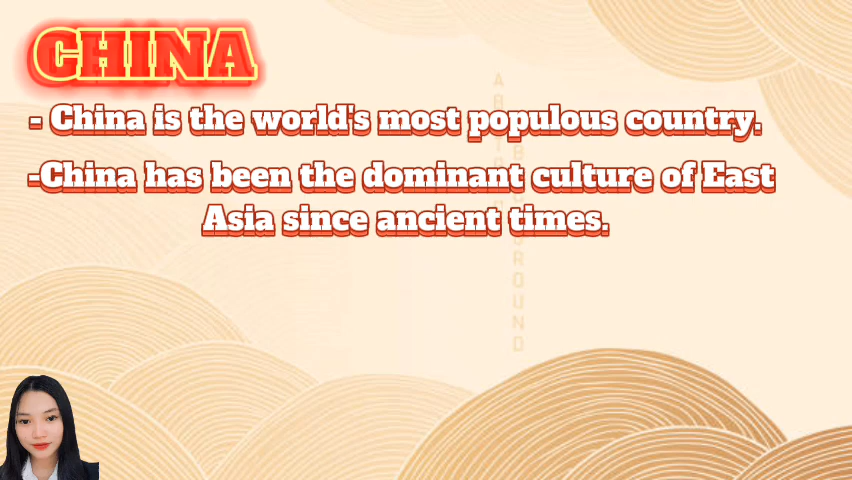 CHINA
- China is the world's most populous country.
-China has been the dominant culture of East
Asia since ancient times.